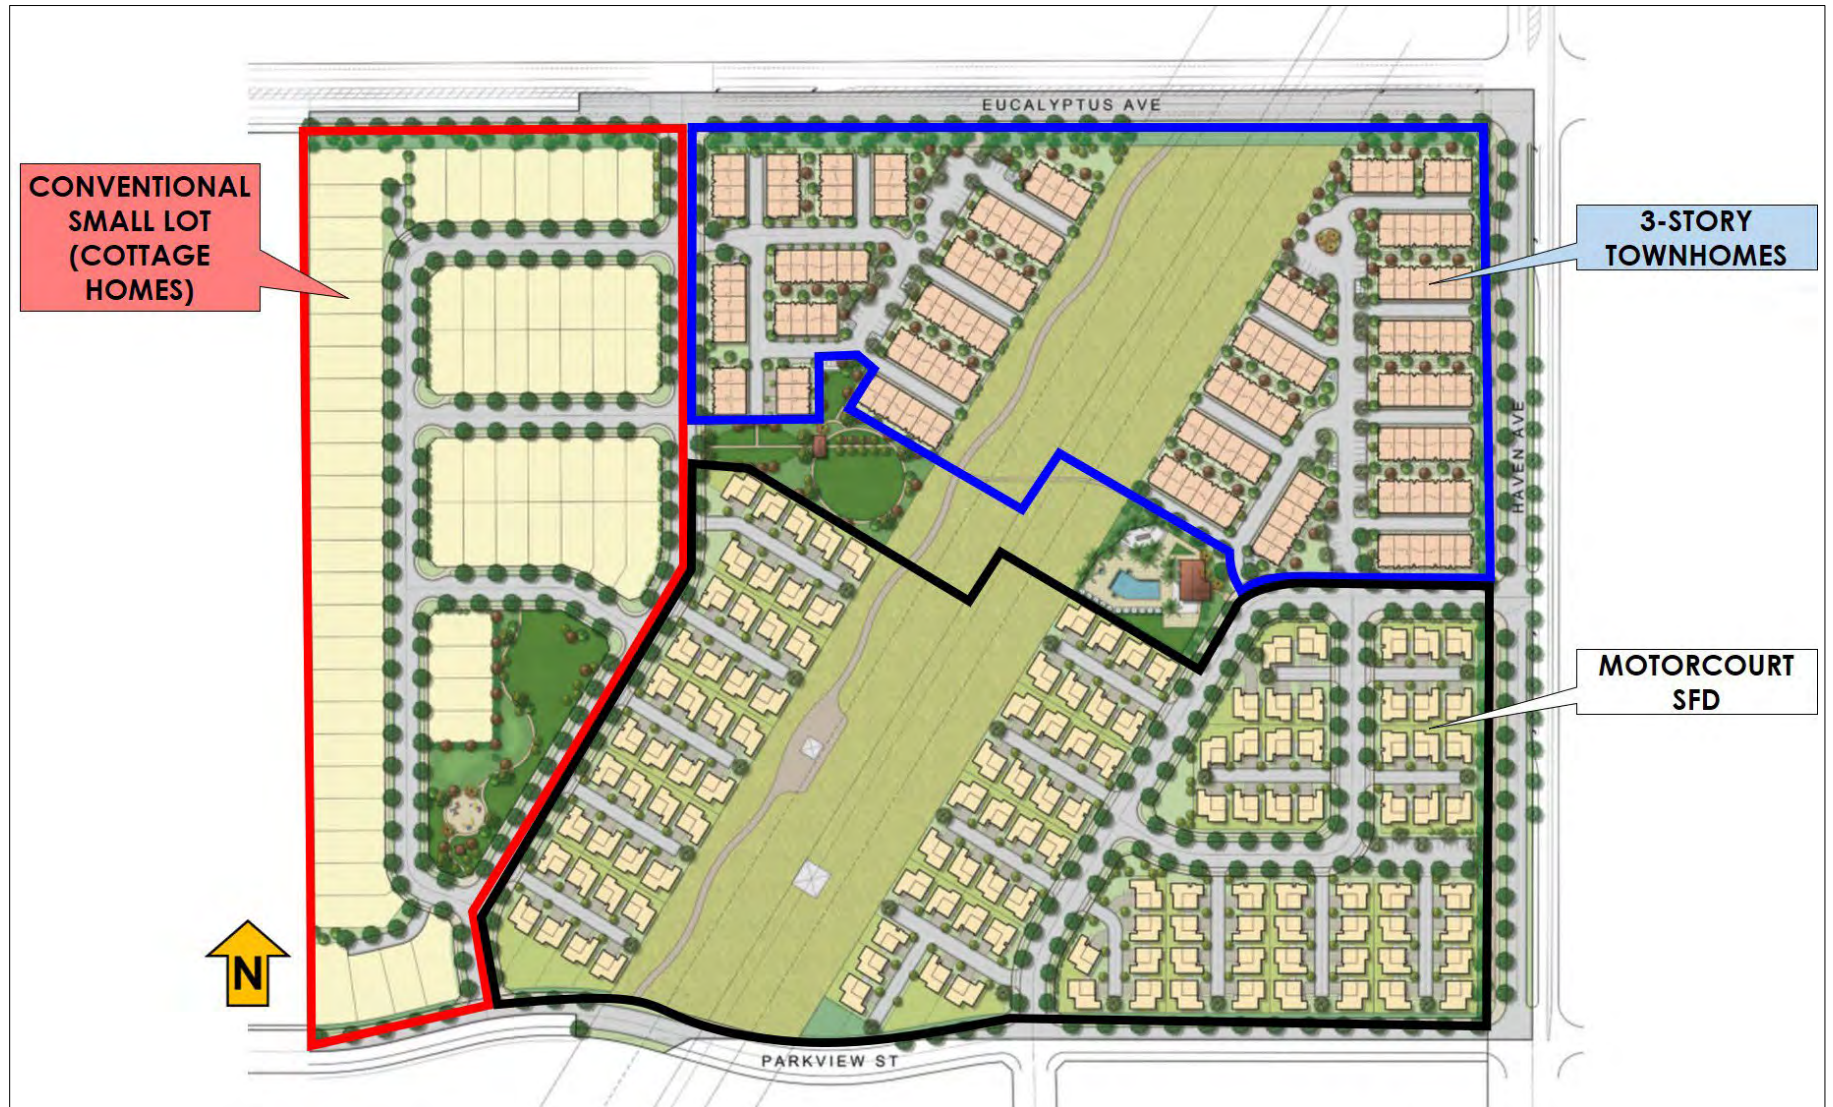 EUCALYPTUS AVE
CONVENTIONAL
SMALL LOT
(COTTAGE
HOMES)
3-STORY
TOWNHOMES
HAVEN AVE
MOTORCOURT
SFD
N
PARKVIEW ST